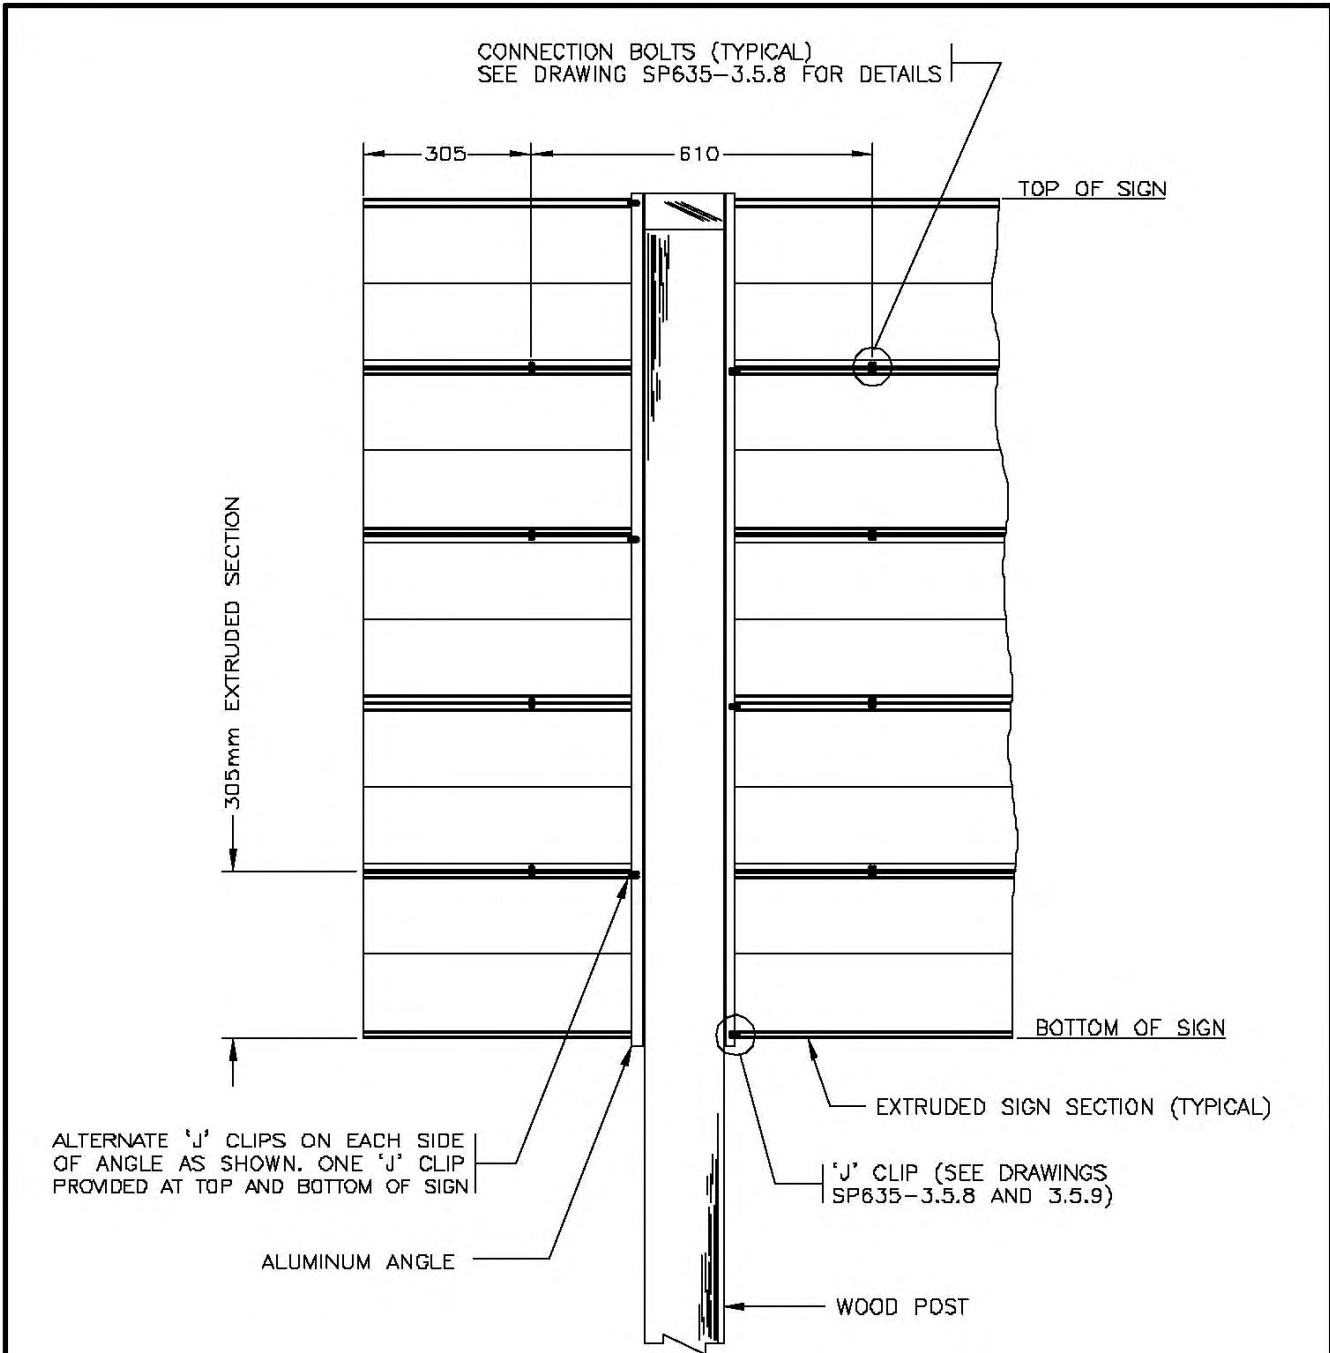 CONNECTION BOLTS (TYPICAL)
SEE DRAWING SP635-3.5.8 FOR DETAILS
305
610
TOP OF SIGN
305mm EXTRUDED SECTION
BOTTOM OF SIGN
EXTRUDED SIGN SECTION (TYPICAL)
ALTERNATE 'J' CLIPS ON EACH SIDE
OF ANGLE AS SHOWN. ONE 'J' CLIP
PROVIDED AT TOP AND BOTTOM OF SIGN
'J' CLIP (SEE DRAWINGS
SP635-3.5.8 AND 3.5.9)
ALUMINUM ANGLE
WOOD POST